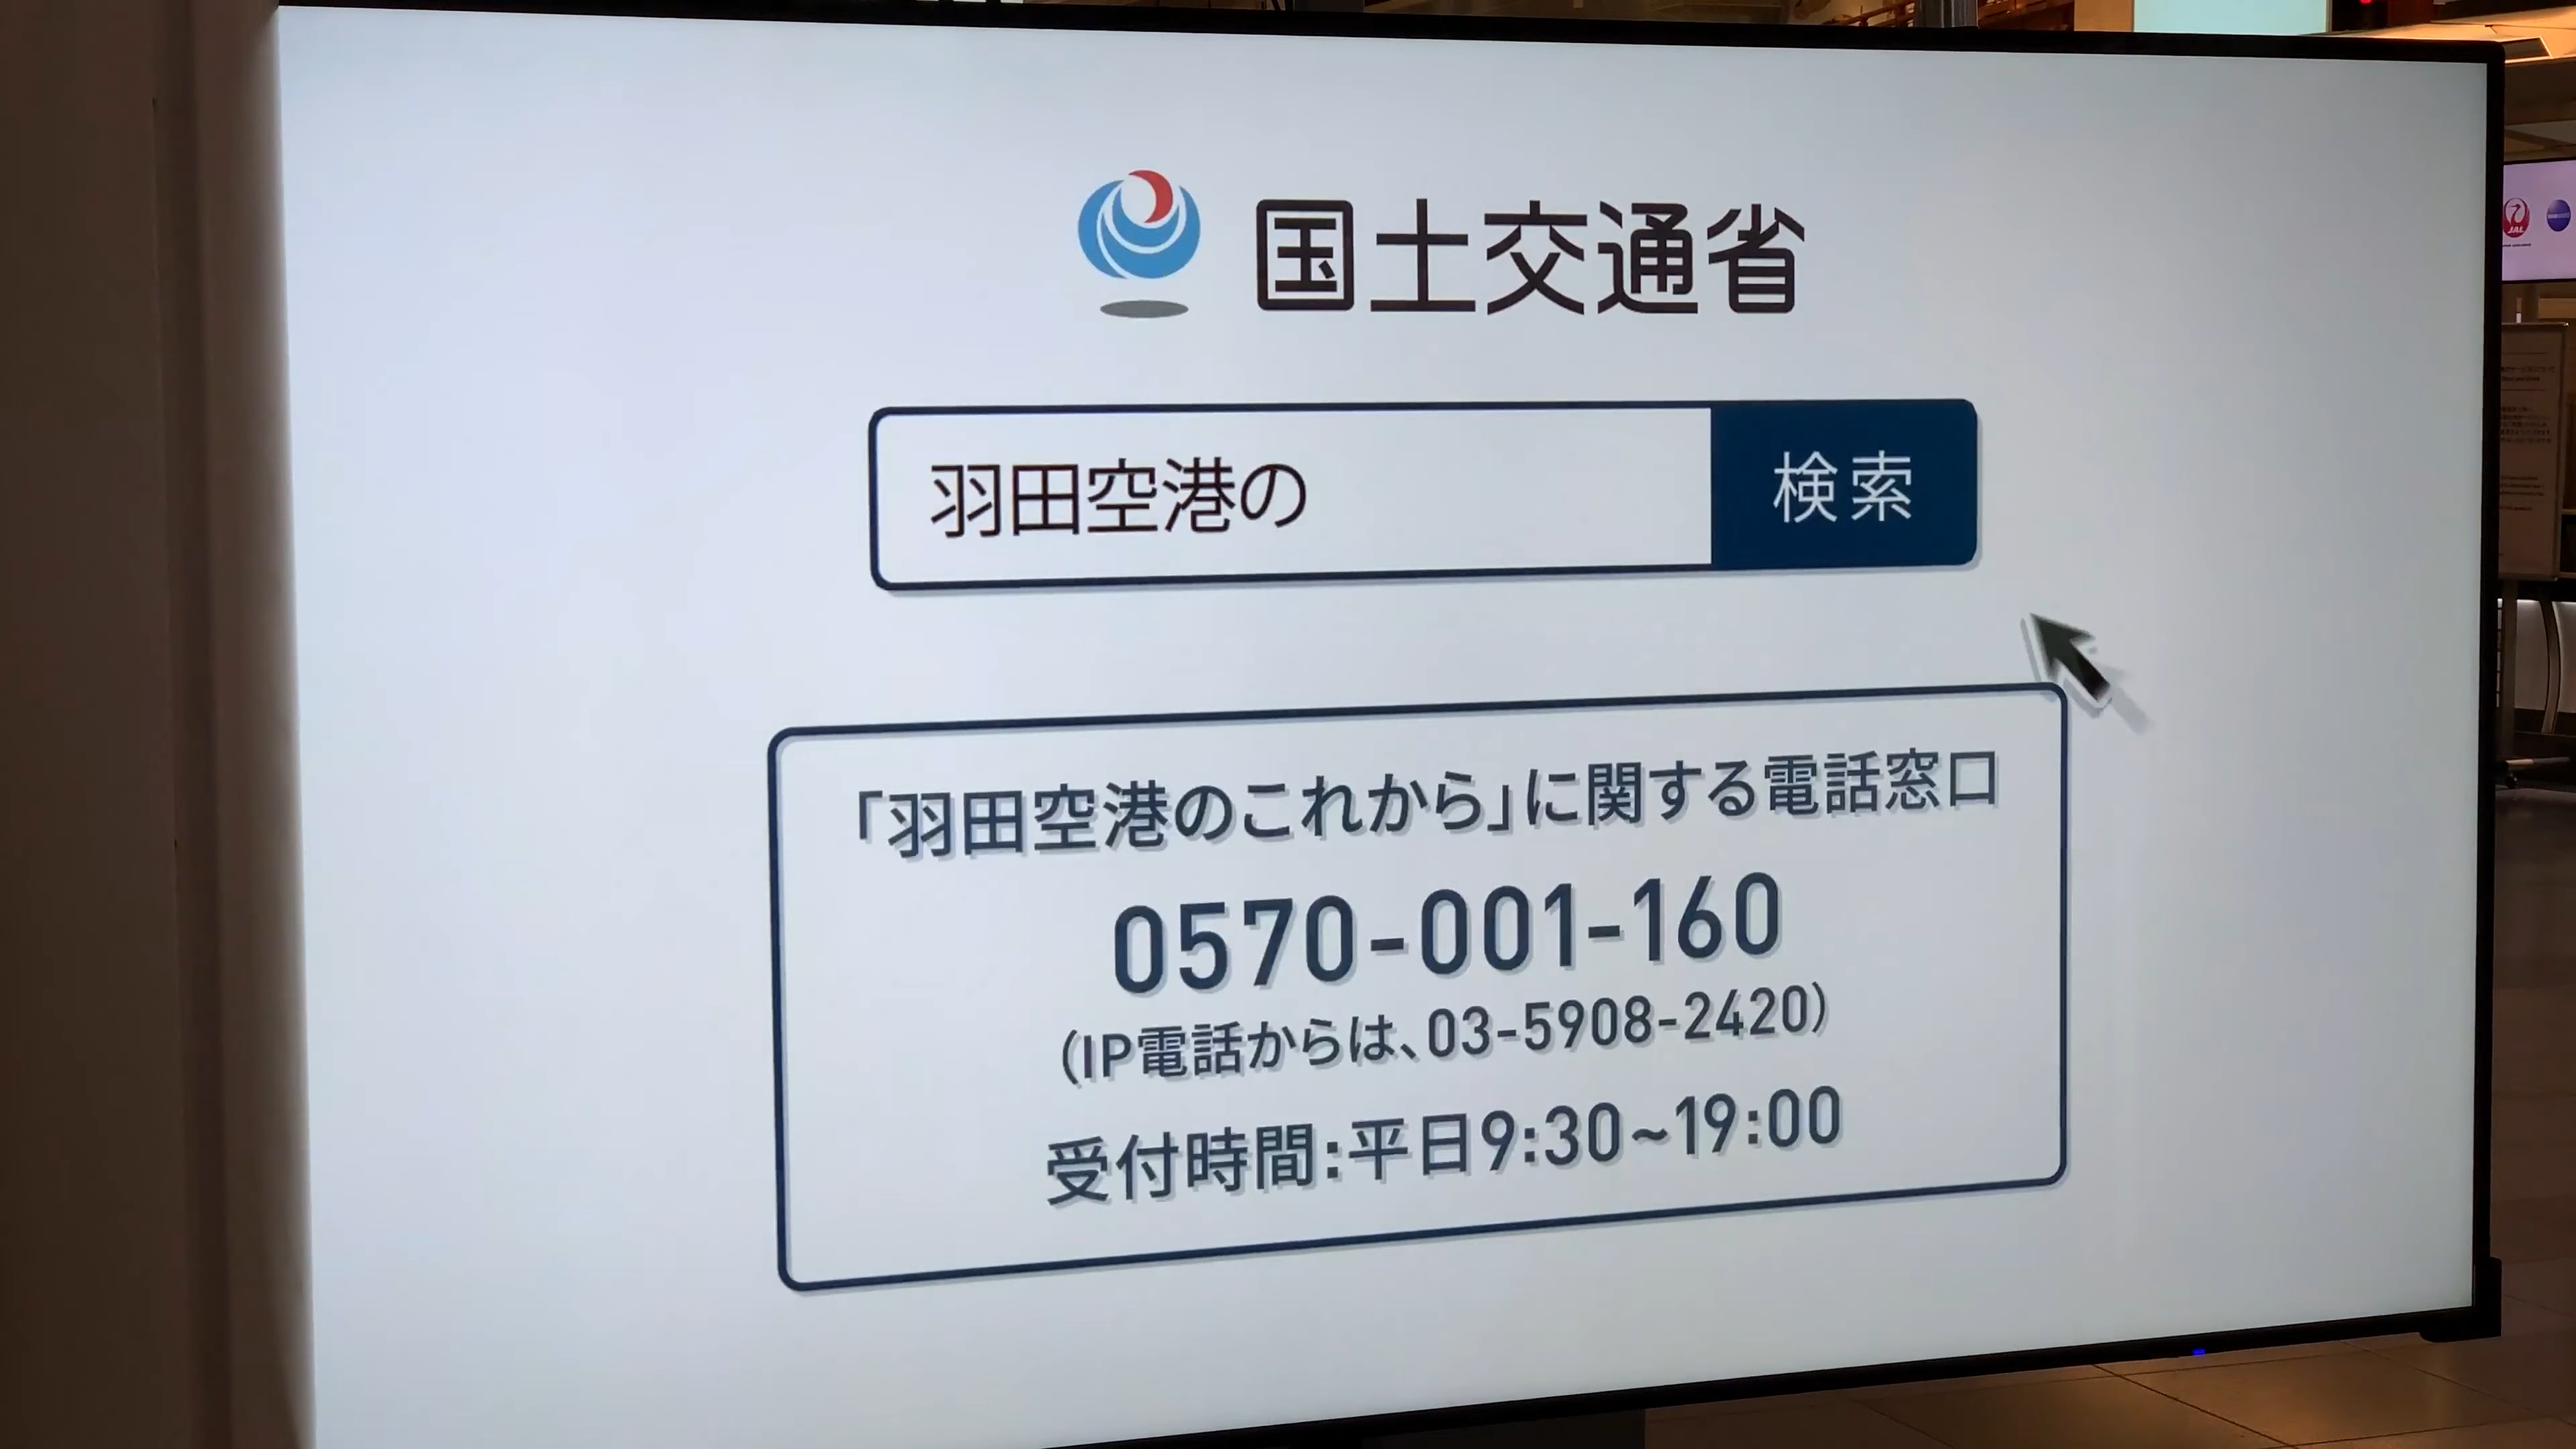 国土交通省
羽田空港の
検索
「羽田空港のこれから」に関する電話窓口
0570-001-160
(IP電話からは、03-5908-2420)
受付時間:平日9:30~19:00
JAL